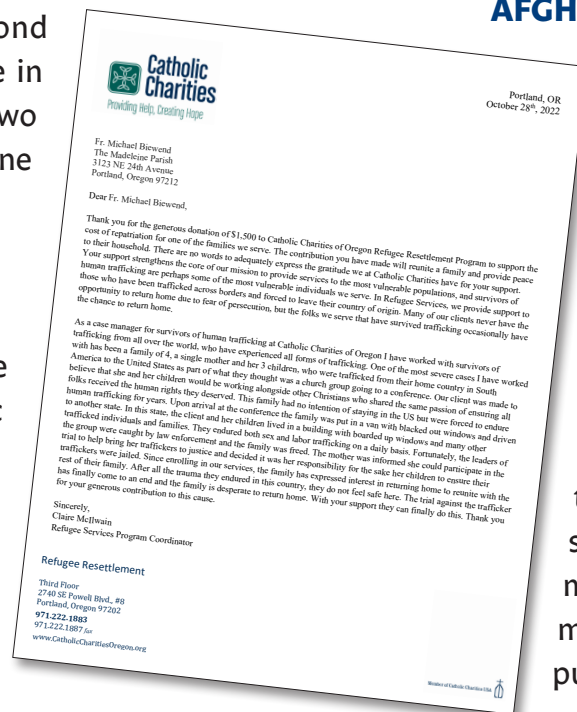 AFGH
ond
e in
wo
ne
e
t
t
s
m
m
pu
Catholic
Charities
Providing Help, Creating Hope
Portland, OR
October 28th, 2022
Fr. Michael Biewend
The Madeleine Parish
3123 NE 24th Avenue
Portland, Oregon 97212
Dear Fr. Michael Biewend,
Thank you for the generous donation of $1,500 to Catholic Charities of Oregon Refugee Resettlement Program to support the
cost of repatriation for one of the families we serve. The contribution you have made will reunite a family and provide peace
to their household. There are no words to adequately express the gratitude we at Catholic Charities have for your support.
Your support strengthens the core of our mission to provide services to the most vulnerable populations, and survivors of
human trafficking are perhaps some of the most vulnerable individuals we serve. In Refugee Services, we provide support to
those who have been trafficked across borders and forced to leave their country of origin. Many of our clients never have the
opportunity to return home due to fear of persecution, but the folks we serve that have survived trafficking occasionally have
the chance to return home.
As a case manager for survivors of human trafficking at Catholic Charities of Oregon I have worked with survivors of
trafficking from all over the world, who have experienced all forms of trafficking. One of the most severe cases I have worked
with has been a family of 4, a single mother and her 3 children, who were trafficked from their home country in South
America to the United States as part of what they thought was a church group going to a conference. Our client was made to
believe that she and her children would be working alongside other Christians who shared the same passion of ensuring all
folks received the human rights they deserved. This family had no intention of staying in the US but were forced to endure
human trafficking for years. Upon arrival at the conference the family was put in a van with blacked out windows and driven
to another state. In this state, the client and her children lived in a building with boarded up windows and many other
trafficked individuals and families. They endured both sex and labor trafficking on a daily basis. Fortunately, the leaders of
the group were caught by law enforcement and the family was freed. The mother was informed she could participate in the
trial to help bring her traffickers to justice and decided it was her responsibility for the sake her children to ensure their
traffickers were jailed. Since enrolling in our services, the family has expressed interest in returning home to reunite with the
rest of their family. After all the trauma they endured in this country, they do not feel safe here. The trial against the trafficker
has finally come to an end and the family is desperate to return home. With your support they can finally do this. Thank you
for your generous contribution to this cause.
Sincerely,
Claire McIlwain
Refugee Services Program Coordinator
Refugee Resettlement
Third Floor
2740 SE Powell Blvd., #8
Portland, Oregon 97202
971.222.1883
971.222.1887 fax
www.CatholicCharitiesOregon.org
Member of Catholic Charities USA